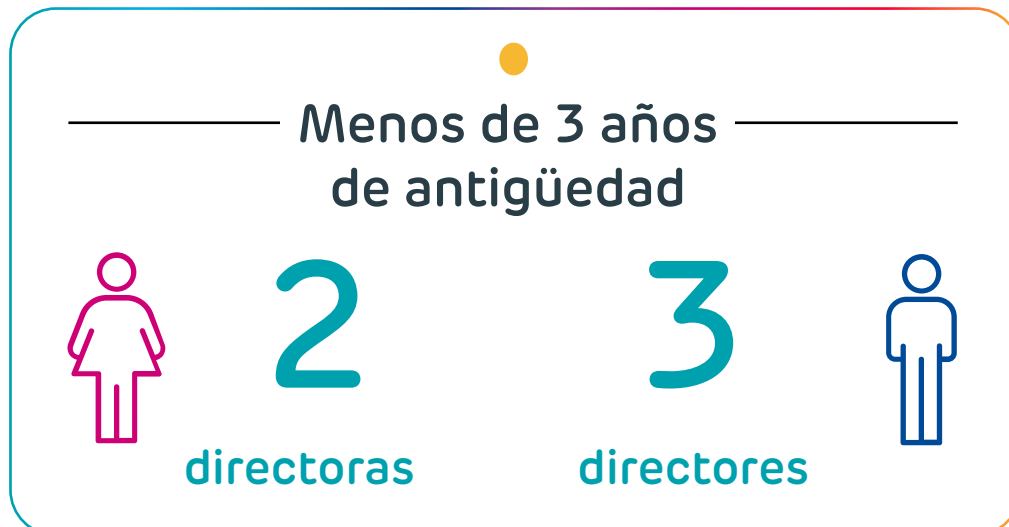 Menos de 3 años
de antigüedad
2 3
directoras directores